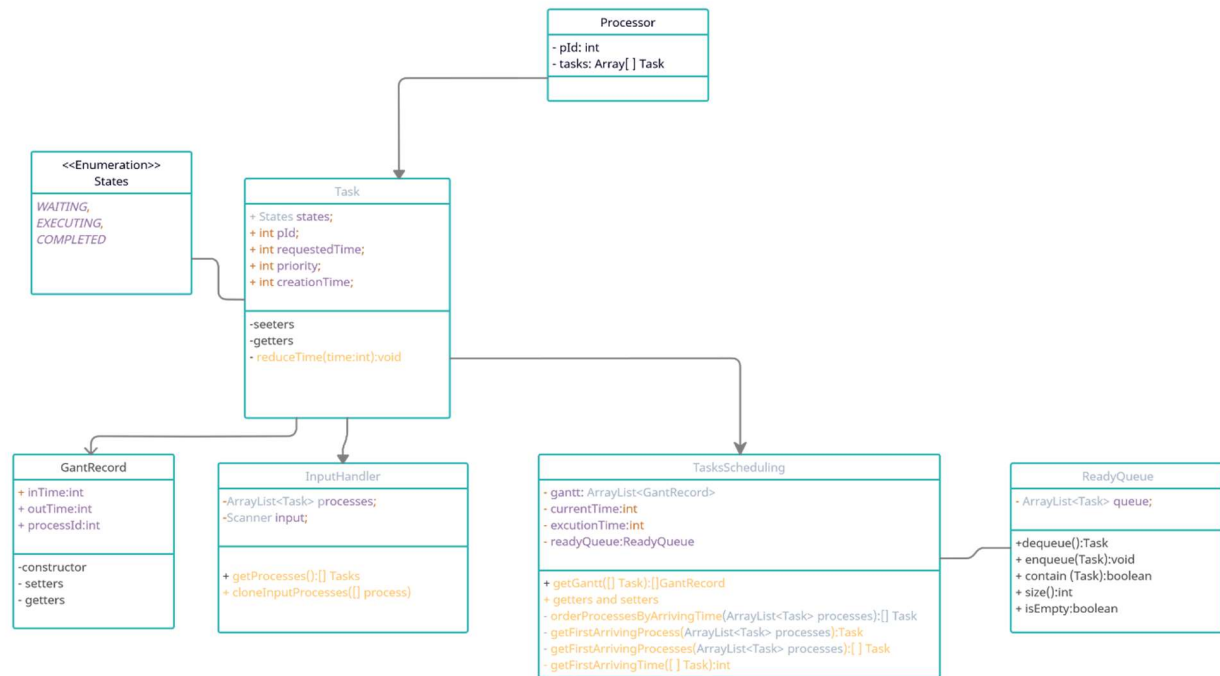 Processor
- pId: int
- tasks: Array[ ] Task
<<Enumeration>>
States
WAITING,
EXECUTING,
COMPLETED
Task
+ States states;
+ int pId;
+ int requestedTime;
+ int priority;
+ int creationTime;
-seeters
-getters
- reduceTime(time:int):void
GantRecord
+ inTime:int
+ outTime:int
+ processId:int
-constructor
- setters
- getters
InputHandler
-ArrayList<Task> processes;
-Scanner input;
+ getProcesses():[] Tasks
+ cloneInputProcesses([] process)
TasksScheduling
- gantt: ArrayList<GantRecord>
- currentTime:int
- excutionTime:int
- readyQueue:ReadyQueue
+ getGantt([] Task):[]GantRecord
+ getters and setters
- orderProcessesByArrivingTime(ArrayList<Task> processes):[] Task
- getFirstArrivingProcess(ArrayList<Task> processes):Task
- getFirstArrivingProcesses(ArrayList<Task> processes):[ ] Task
- getFirstArrivingTime([ ] Task):int
ReadyQueue
- ArrayList<Task> queue;
+dequeue():Task
+ enqueue(Task):void
+ contain (Task):boolean
+ size():int
+ isEmpty:boolean